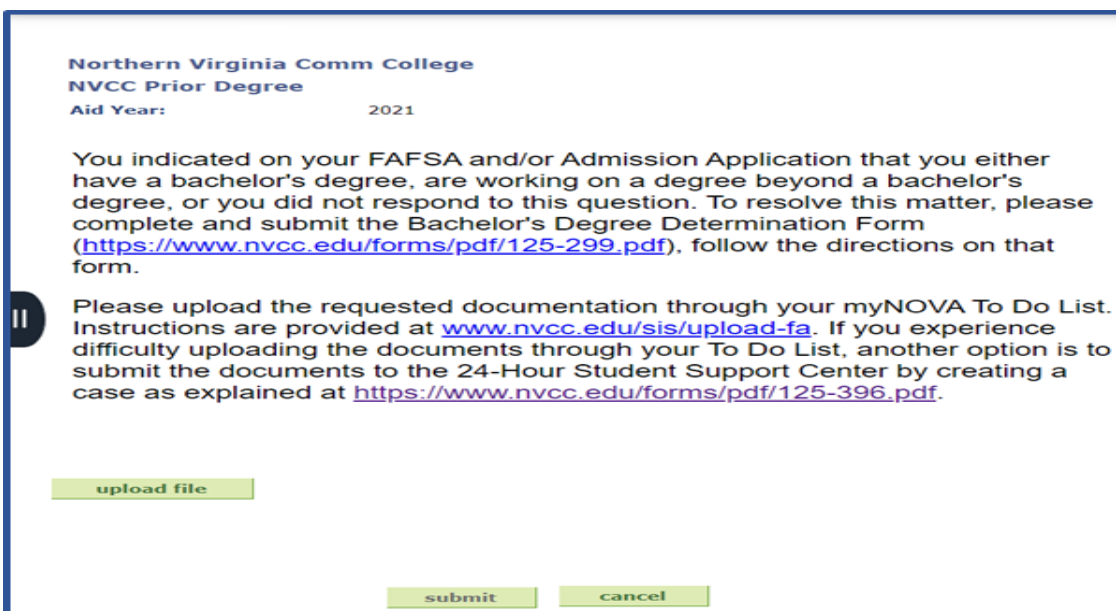 Northern Virginia Comm College
NVCC Prior Degree
Aid Year: 2021
You indicated on your FAFSA and/or Admission Application that you either
have a bachelor's degree, are working on a degree beyond a bachelor's
degree, or you did not respond to this question. To resolve this matter, please
complete and submit the Bachelor's Degree Determination Form
(https://www.nvcc.edu/forms/pdf/125-299.pdf), follow the directions on that
form.
Please upload the requested documentation through your myNOVA To Do List.
Instructions are provided at www.nvcc.edu/sis/upload-fa. If you experience
difficulty uploading the documents through your To Do List, another option is to
submit the documents to the 24-Hour Student Support Center by creating a
case as explained at https://www.nvcc.edu/forms/pdf/125-396.pdf.
upload file
submit cancel